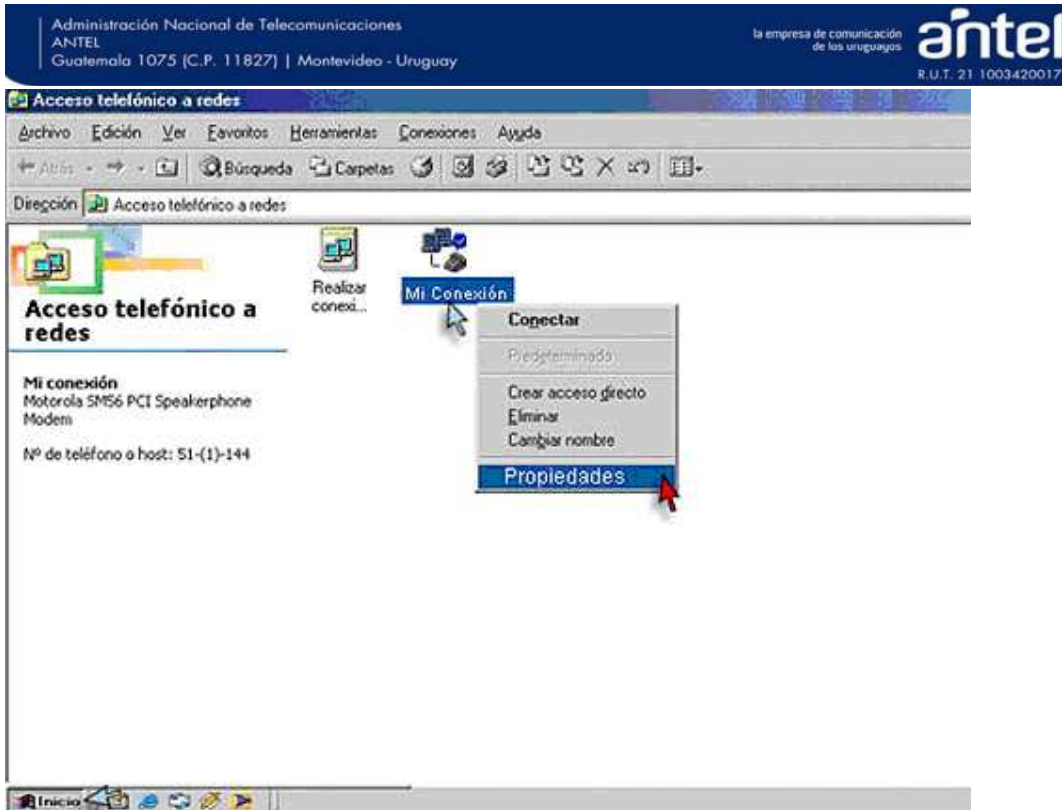 Administración Nacional de Telecomunicaciones
ANTEL
Guatemala 1075 (C.P. 11827) | Montevideo - Uruguay
la empresa de comunicación
de los uruguayos
antel
R.U.T. 21 1003420017
Acceso telefónico a redes
Archivo Edición Ver Favoritos Herramientas Conexiones Ayuda
Atrás Búsqueda Carpetas
Dirección Acceso telefónico a redes
Acceso telefónico a
redes
Mi conexión
Motorola SM56 PCI Speakerphone
Modem
Nº de teléfono o host: 51-(1)-144
Realizar
conexi...
Mi Conexión
Conectar
Predeterminada
Crear acceso directo
Eliminar
Cambiar nombre
Propiedades
Inicio